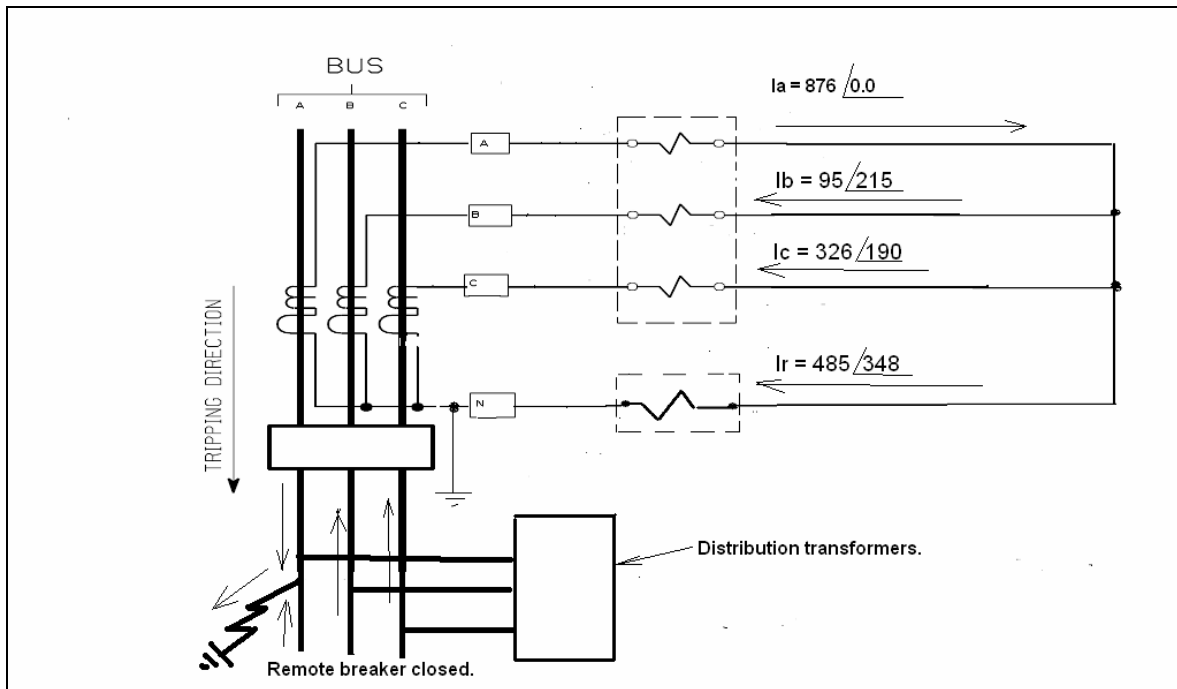 BUS
A B C
Ia = 876 /0.0
A
Ib = 95/215
B
Ic = 326 /190
C
Ir = 485/348
N
TRIPPING DIRECTION
Distribution transformers.
Remote breaker closed.